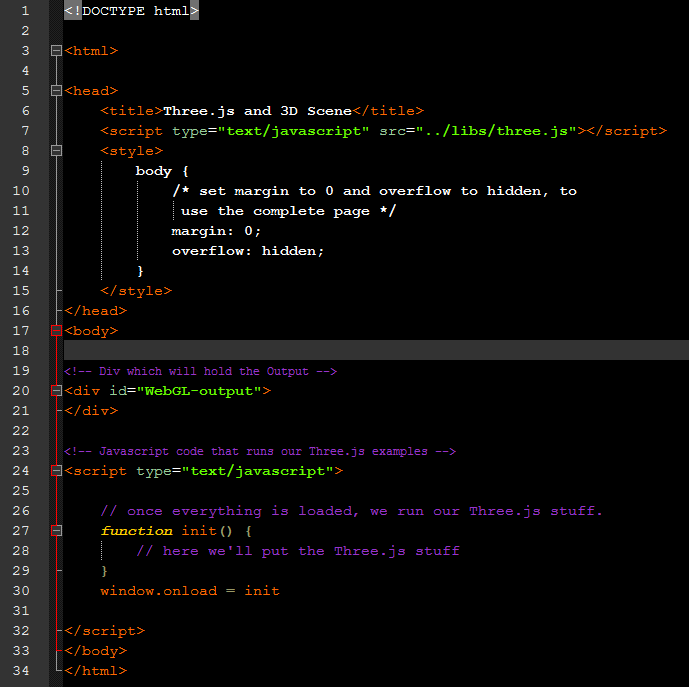 1 <!DOCTYPE html>
2
3 <html>
4
5 <head>
6     <title>Three.js and 3D Scene</title>
7     <script type="text/javascript" src="../libs/three.js"></script>
8     <style>
9         body {
10             /* set margin to 0 and overflow to hidden, to
11              use the complete page */
12             margin: 0;
13             overflow: hidden;
14         }
15     </style>
16 </head>
17 <body>
18
19 <!-- Div which will hold the Output -->
20 <div id="WebGL-output">
21 </div>
22
23 <!-- Javascript code that runs our Three.js examples -->
24 <script type="text/javascript">
25
26     // once everything is loaded, we run our Three.js stuff.
27     function init() {
28         // here we'll put the Three.js stuff
29     }
30     window.onload = init
31
32 </script>
33 </body>
34 </html>